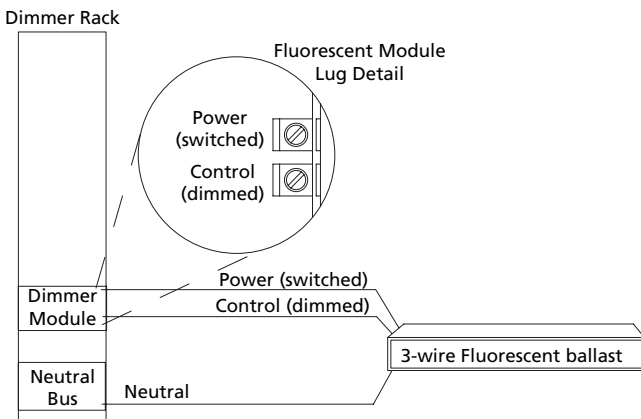 Dimmer Rack
Fluorescent Module
Lug Detail
Power
(switched)
Control
(dimmed)
Power (switched)
Dimmer
Module
Control (dimmed)
3-wire Fluorescent ballast
Neutral
Bus
Neutral